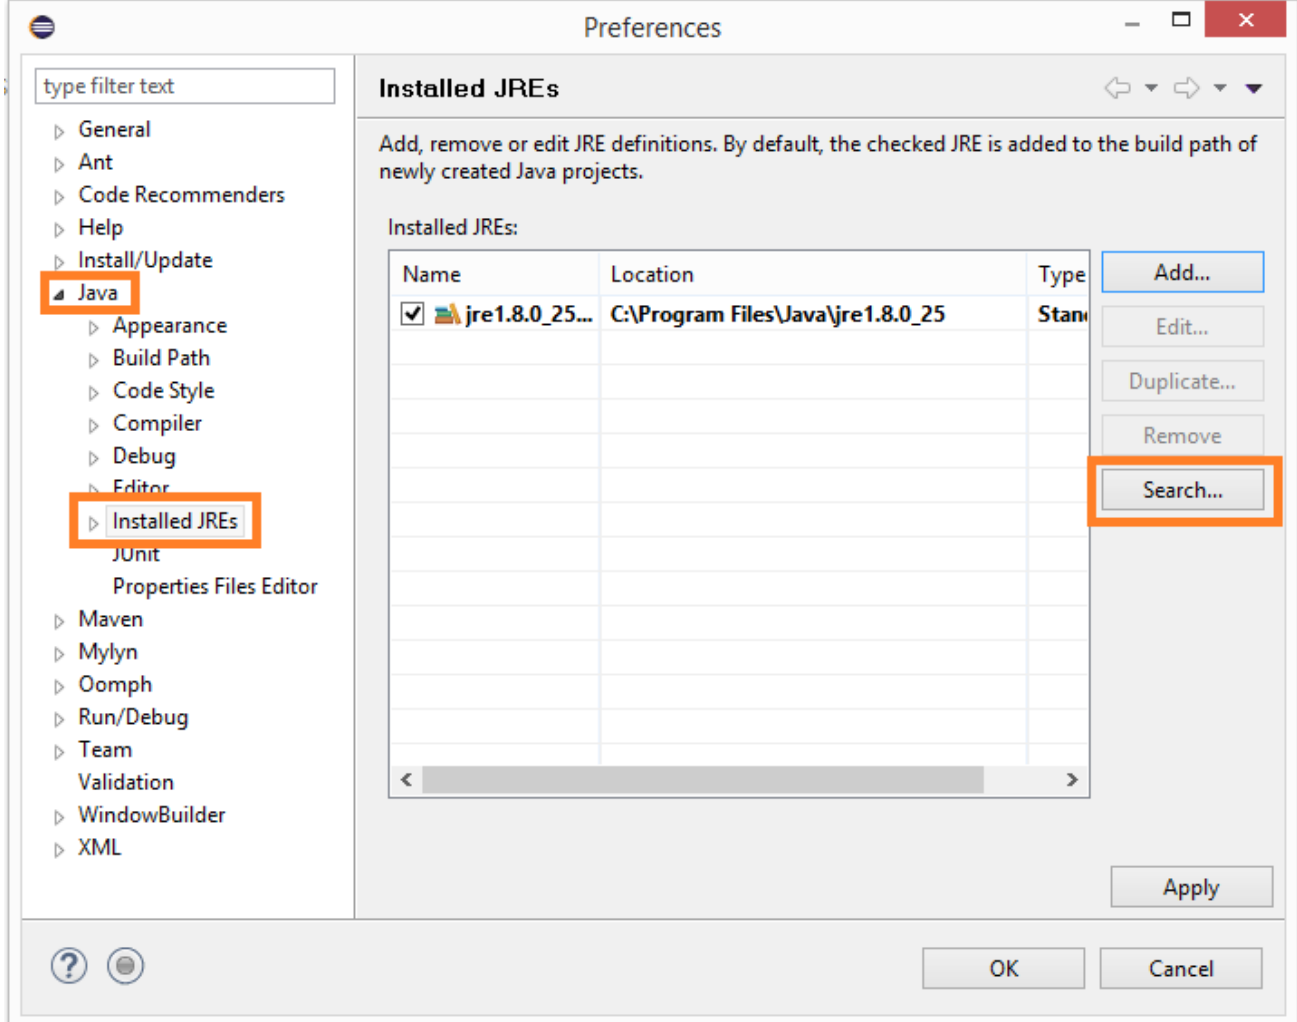 Preferences
type filter text
General
Ant
Code Recommenders
Help
Install/Update
Java
Appearance
Build Path
Code Style
Compiler
Debug
Editor
Installed JREs
JUnit
Properties Files Editor
Maven
Mylyn
Oomph
Run/Debug
Team
Validation
WindowBuilder
XML
Installed JREs
Add, remove or edit JRE definitions. By default, the checked JRE is added to the build path of
newly created Java projects.
Installed JREs:
Name Location Type
jre1.8.0_25... C:\Program Files\Java\jre1.8.0_25 Stand
Add...
Edit...
Duplicate...
Remove
Search...
Apply
OK Cancel